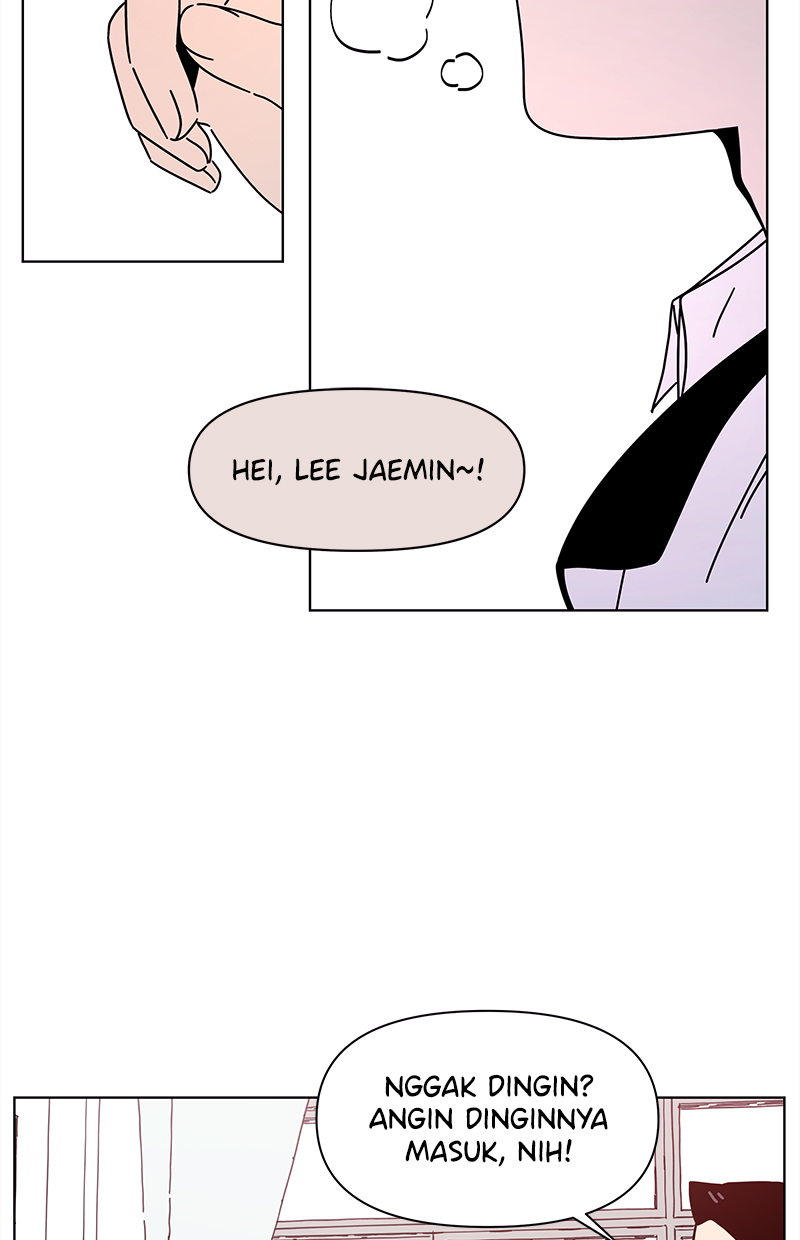 HEI, LEE JAEMIN~!
NGGAK DINGIN?
ANGIN DINGINNYA
MASUK, NIH!